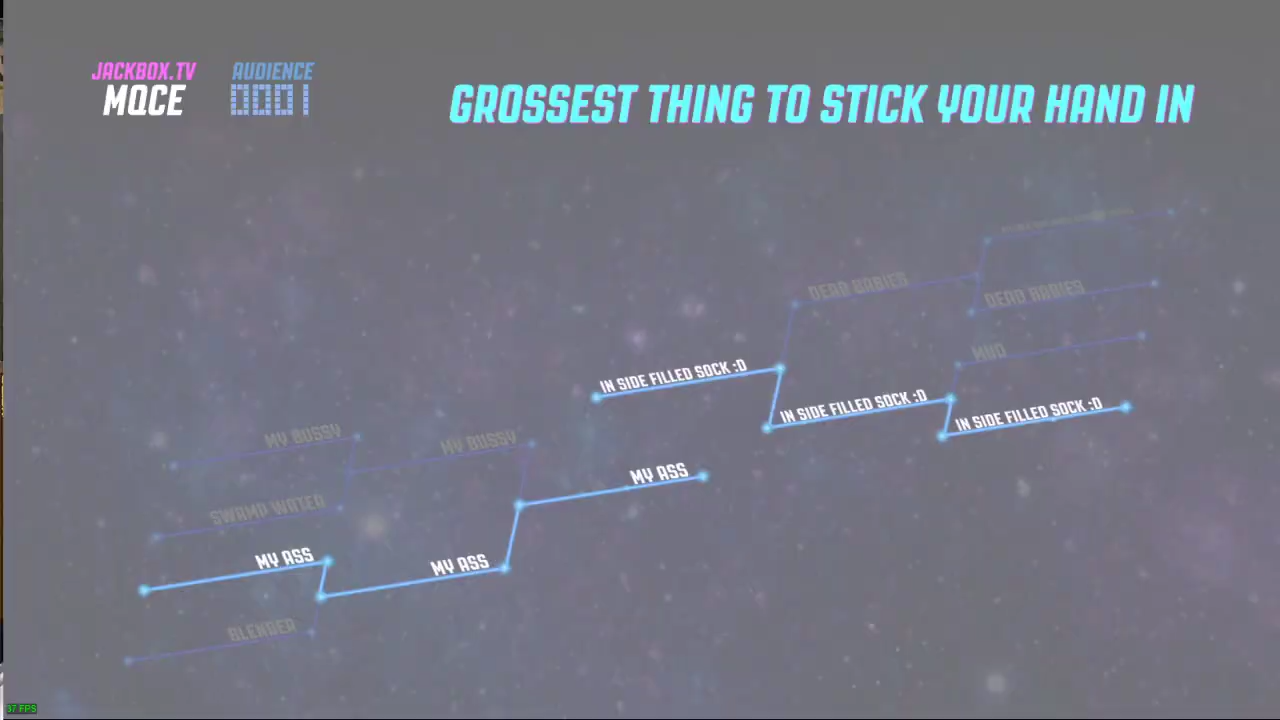 JACKBOX.TV
MQCE
AUDIENCE
0001
GROSSEST THING TO STICK YOUR HAND IN
DEAD BABIES
DEAD BABIES
MUD
IN SIDE FILLED SOCK :D
IN SIDE FILLED SOCK :D
IN SIDE FILLED SOCK :D
MY BUSSY
MY BUSSY
SWAMP WATER
MY ASS
MY ASS
MY ASS
BLENDER
37 FPS